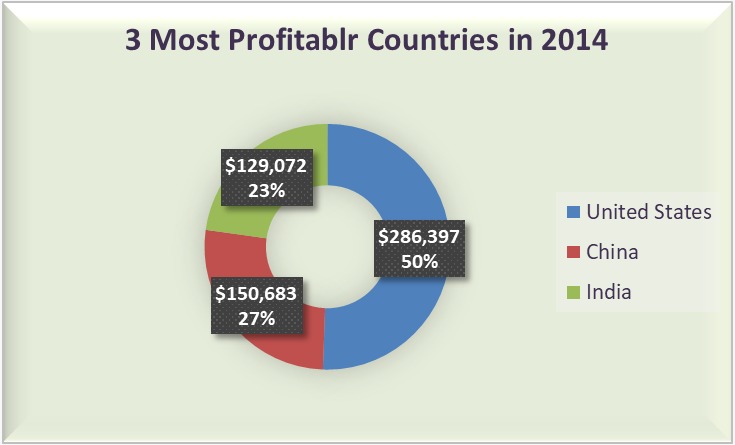 3 Most Profitablr Countries in 2014
$129,072
23%
$286,397
50%
$150,683
27%
United States
China
India